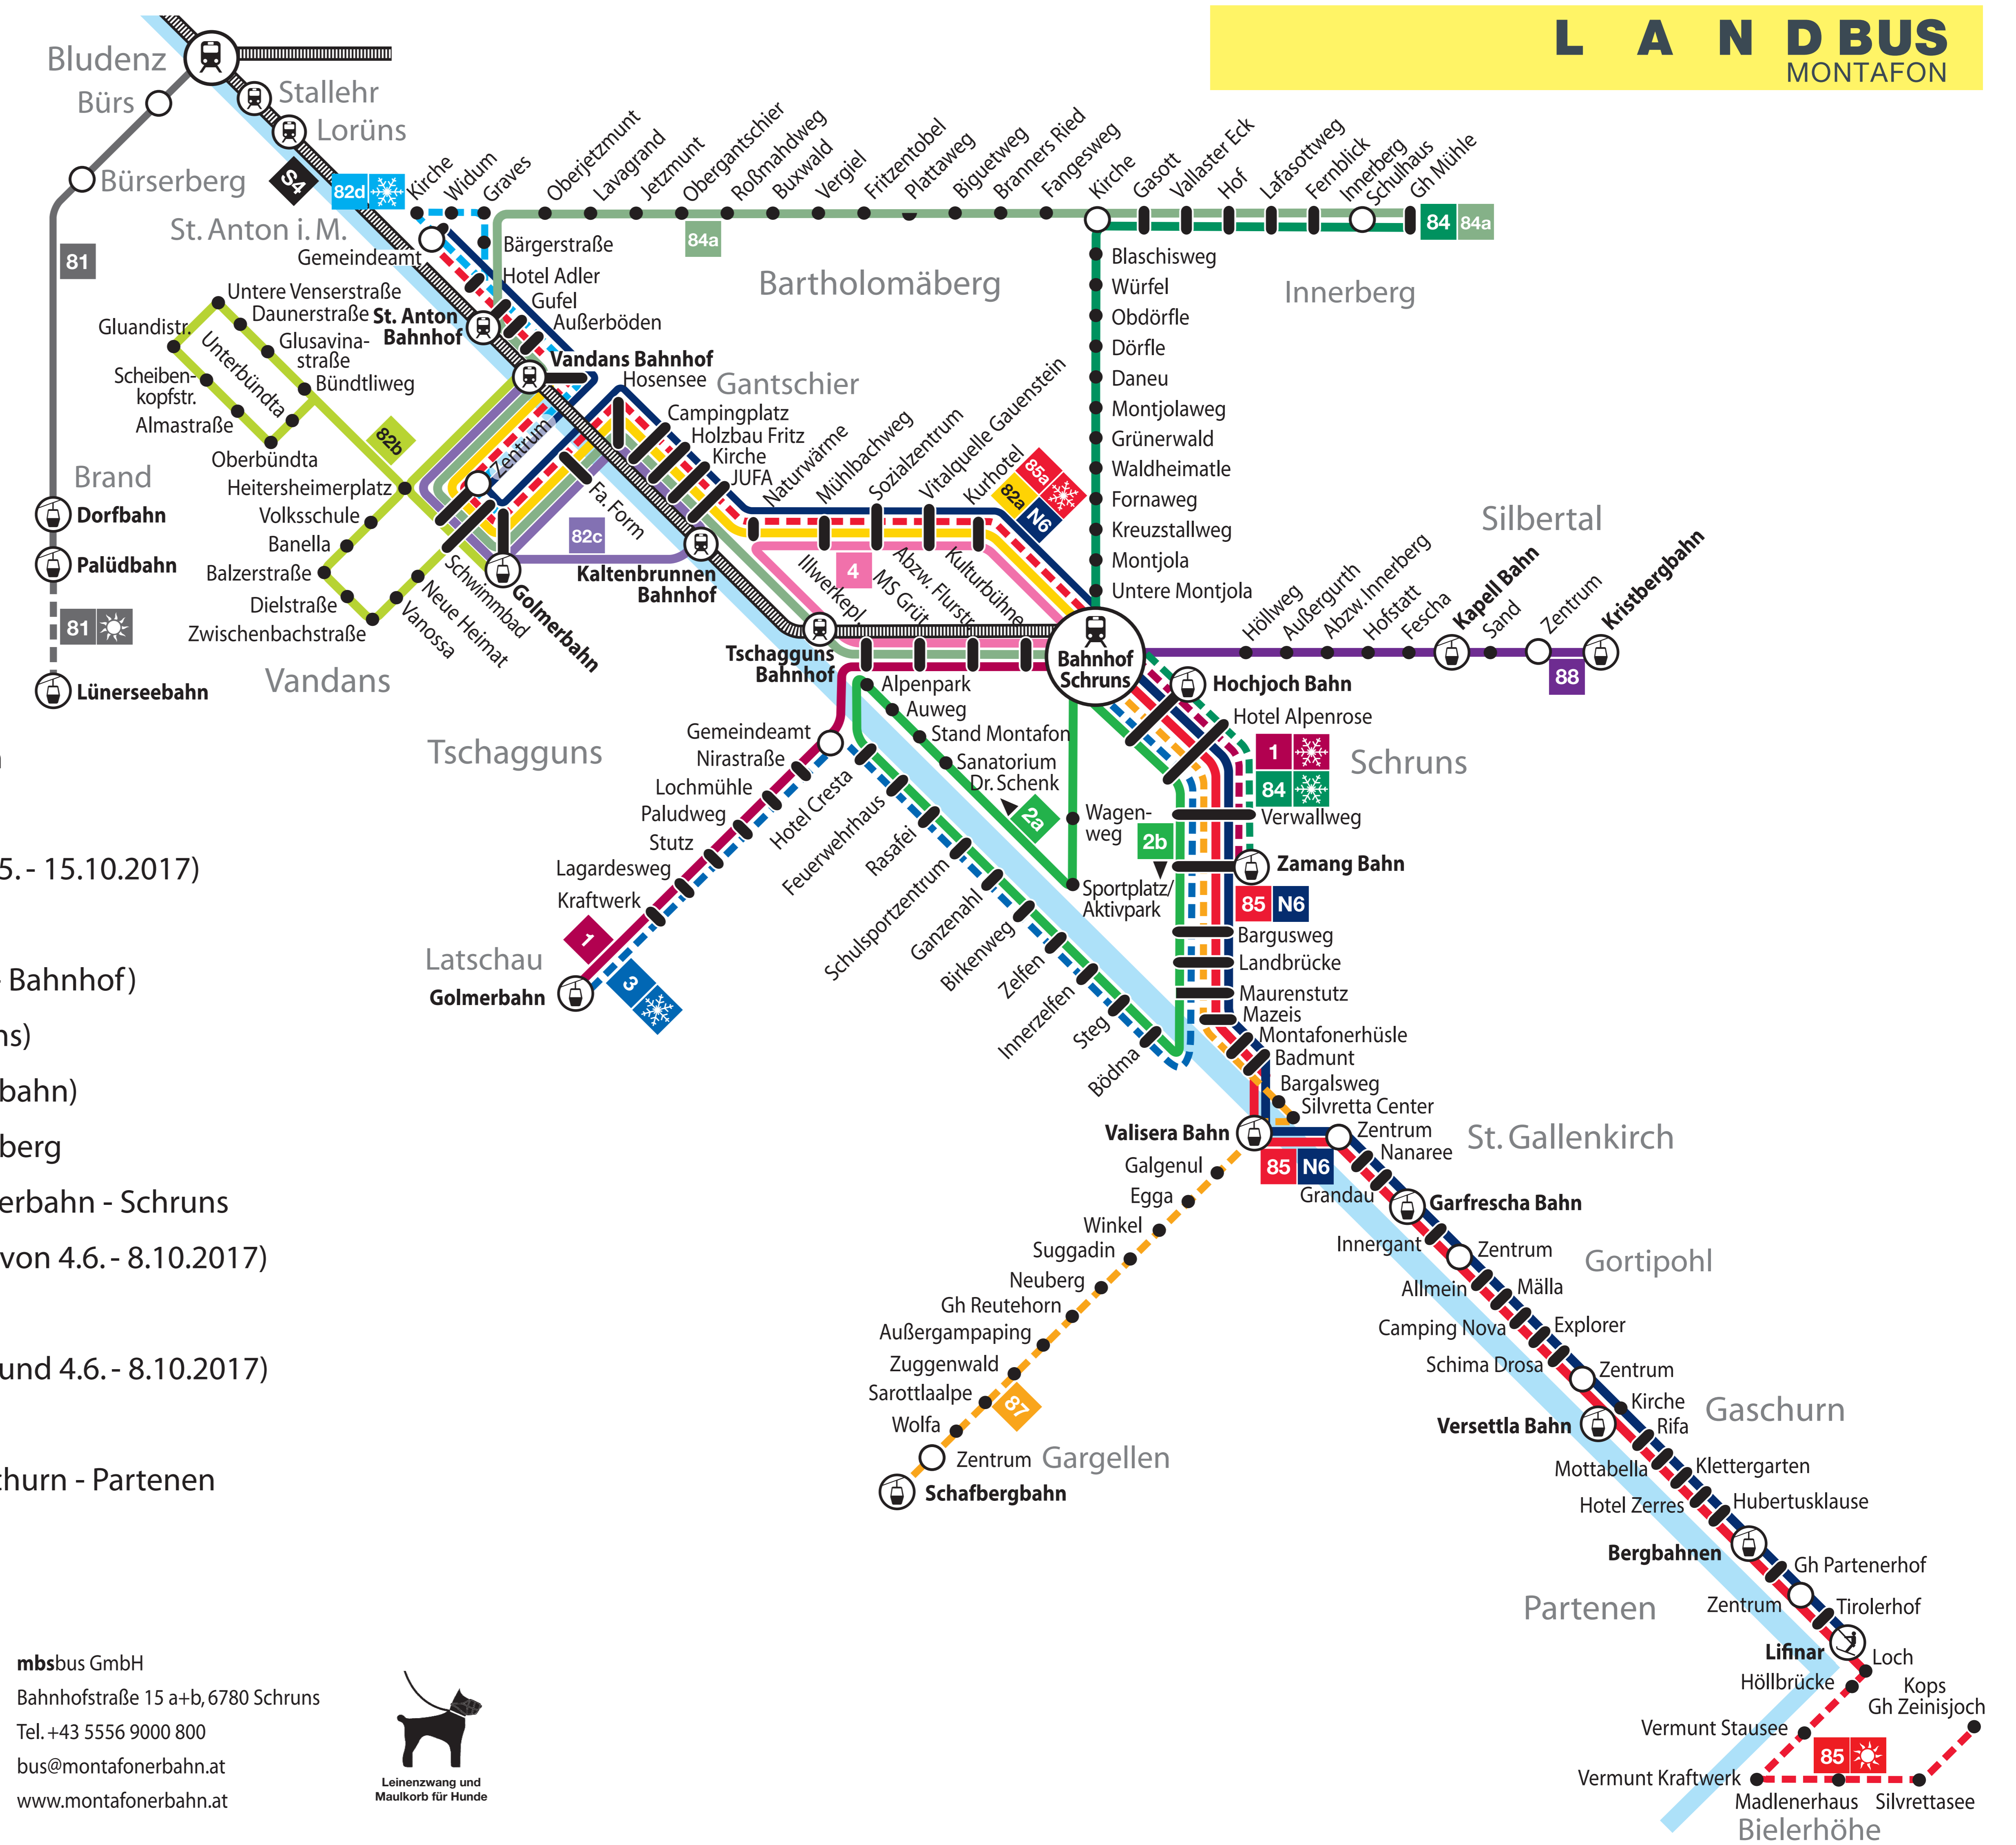 LANDBUS
MONTAFON
Bludenz
Bürs
Bürserberg
Stallehr
Lorüns
S4
82d
Kirche
Widum
Graves
St. Anton i. M.
Gemeindeamt
Bärgerstraße
Hotel Adler
Gufel
Außerböden
St. Anton
Bahnhof
81
Oberjetzmunt
Lavagrand
Jetzmunt
Obergantschier
Roßmahdweg
Buxwald
Vergiel
Fritzentobel
Plattaweg
Biguetweg
Branners Ried
Fangesweg
Kirche
Gasott
Vallaster Eck
Hof
Lafasottweg
Fernblick
Innerberg
Schulhaus
Gh Mühle
84
84a
84a
Bartholomäberg
Innerberg
Blaschisweg
Würfel
Obdörfle
Dörfle
Daneu
Montjolaweg
Grünerwald
Waldheimatle
Fornaweg
Kreuzstallweg
Montjola
Untere Montjola
Untere Venserstraße
Daunerstraße
Glusavina-
straße
Bündtliweg
Gluandistr.
Unterbündta
Scheiben-
kopfstr.
Almastraße
Oberbündta
82b
Heitersheimerplatz
Volksschule
Banella
Balzerstraße
Dielstraße
Zwischenbachstraße
Vanossa
Neue Heimat
Schwimmbad
Golmerbahn
Vandans
Vandans Bahnhof
Zentrum
Hosensee
Gantschier
Campingplatz
Holzbau Fritz
Kirche
JUFA
Fa. Form
82c
Kaltenbrunnen
Bahnhof
Naturwärme
Mühlbachweg
Sozialzentrum
Vitalquelle Gauenstein
Kurhotel
85a
82a
N6
4
Illwerkepl.
MS Grüt
Abzw. Flurstr.
Kulturbühne
Brand
Dorfbahn
Palüdbahn
81
Lünerseebahn
Tschagguns
Bahnhof
Bahnhof
Schruns
Silbertal
Höllweg
Außergurth
Abzw. Innerberg
Hofstatt
Fescha
Kapell Bahn
Sand
Zentrum
Kristbergbahn
88
Hochjoch Bahn
Hotel Alpenrose
1
84
Schruns
Verwallweg
Zamang Bahn
85
N6
Bargusweg
Landbrücke
Maurenstutz
Mazeis
Montafonerhüsle
Badmunt
Bargalsweg
Silvretta Center
Alpenpark
Auweg
Stand Montafon
Sanatorium
Dr. Schenk
2a
Wagen-
weg
2b
Sportplatz/
Aktivpark
Tschagguns
Gemeindeamt
Nirastraße
Lochmühle
Paludweg
Stutz
Lagardesweg
Kraftwerk
1
3
Latschau
Golmerbahn
Hotel Cresta
Feuerwehrhaus
Rasafei
Schulsportzentrum
Ganzenahl
Birkenweg
Zelfen
Innerzelfen
Steg
Bödma
Valisera Bahn
Zentrum
St. Gallenkirch
Nanaree
85
N6
Grandau
Garfrescha Bahn
Innergant
Zentrum
Gortipohl
Allmein
Mälla
Camping Nova
Explorer
Schima Drosa
Zentrum
Kirche
Gaschurn
Versettla Bahn
Rifa
Mottabella
Klettergarten
Hotel Zerres
Hubertusklause
Bergbahnen
Gh Partenerhof
Partenen
Zentrum
Tirolerhof
Lifinar
Loch
Höllbrücke
Kops
Gh Zeinisjoch
Vermunt Stausee
85
Vermunt Kraftwerk
Madlenerhaus
Silvrettasee
Bielerhöhe
Galgenul
Egga
Winkel
Suggadin
Neuberg
Gh Reutehorn
Außergampaping
Zuggenwald
Sarottlaalpe
87
Wolfa
Zentrum
Gargellen
Schafbergbahn
5. - 15.10.2017)
- Bahnhof)
ns)
bahn)
berg
erbahn - Schruns
von 4.6. - 8.10.2017)
und 4.6. - 8.10.2017)
churn - Partenen
mbsbus GmbH
Bahnhofstraße 15 a+b, 6780 Schruns
Tel. +43 5556 9000 800
bus@montafonerbahn.at
www.montafonerbahn.at
Leinenzwang und
Maulkorb für Hunde